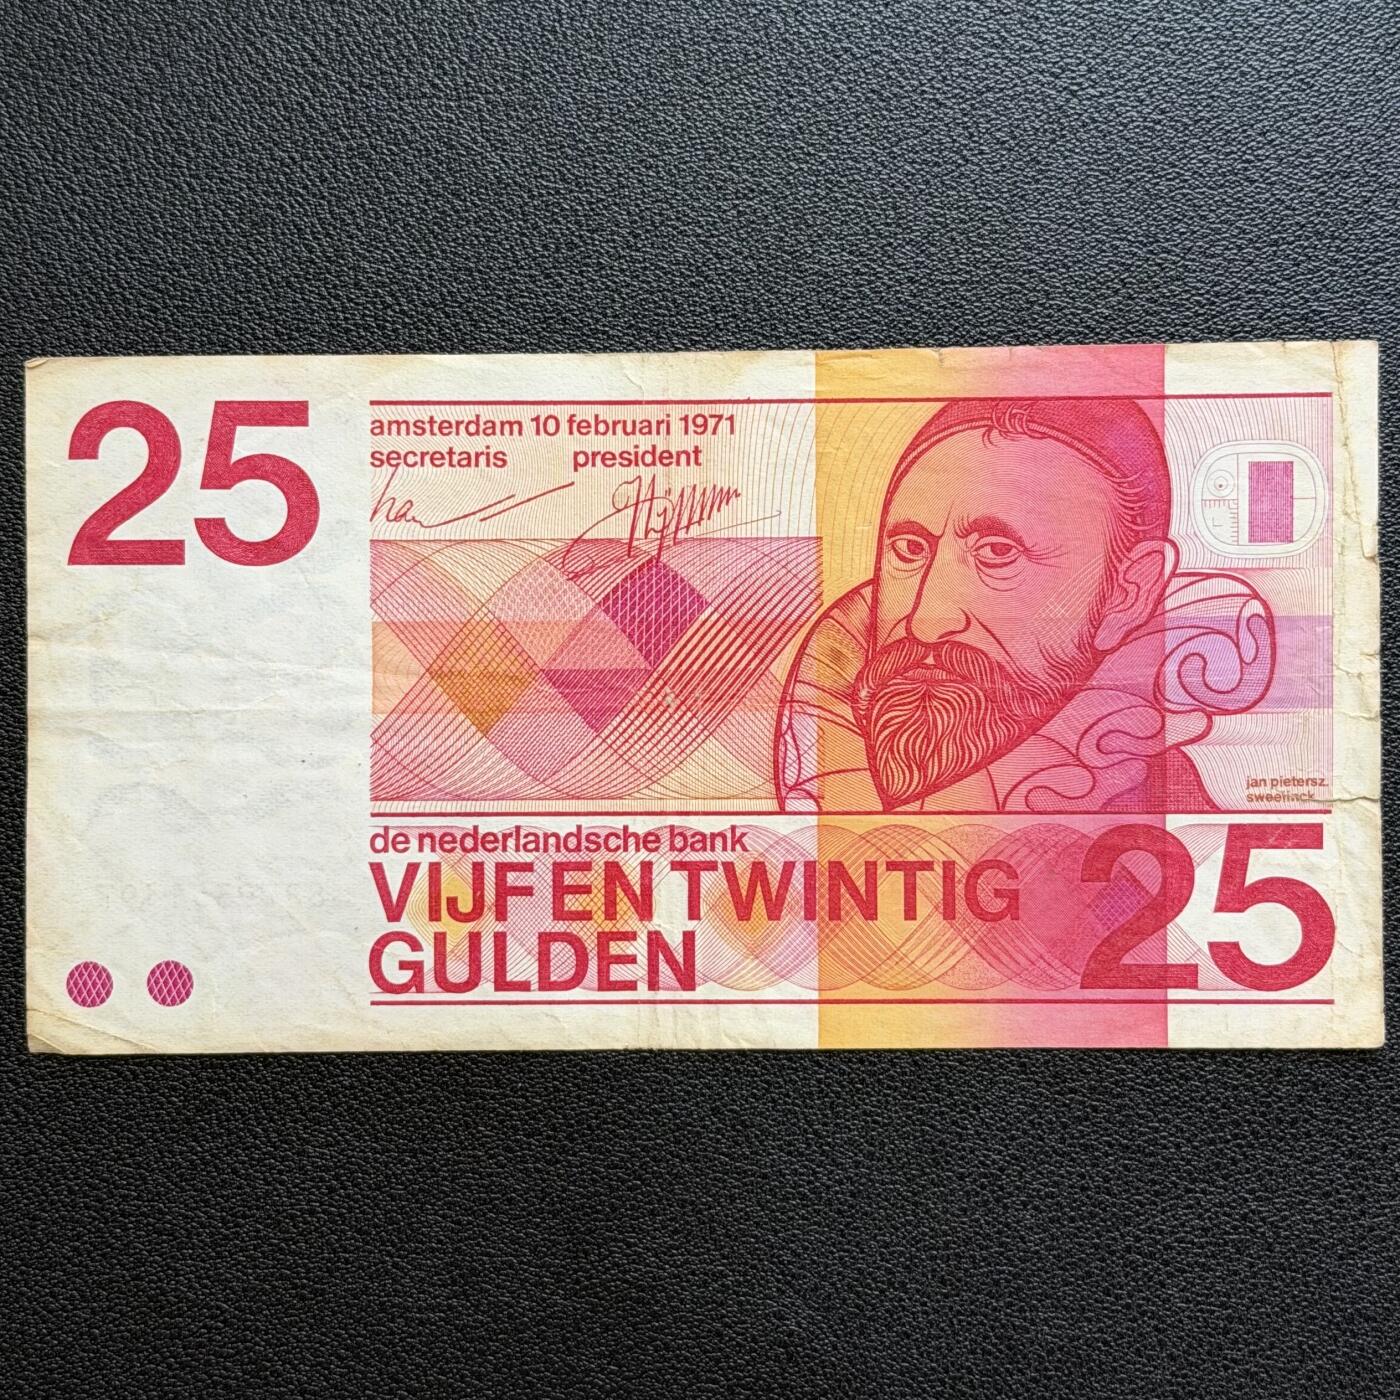 25
amsterdam 10 februari 1971
secretaris president
jan pietersz.
sweelinck
de nederlandsche bank
VIJF EN TWINTIG
GULDEN
25